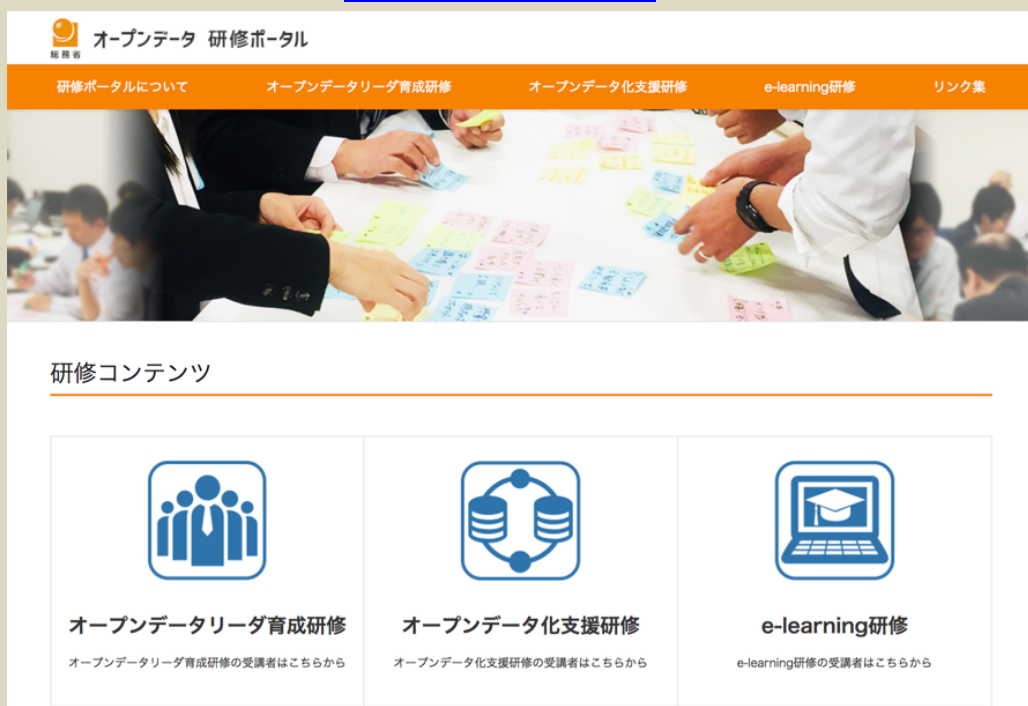 総務省
オープンデータ 研修ポータル
研修ポータルについて
オープンデータリーダ育成研修
オープンデータ化支援研修
e-learning研修
リンク集
研修コンテンツ
オープンデータリーダ育成研修
オープンデータリーダ育成研修の受講者はこちらから
オープンデータ化支援研修
オープンデータ化支援研修の受講者はこちらから
e-learning研修
e-learning研修の受講者はこちらから